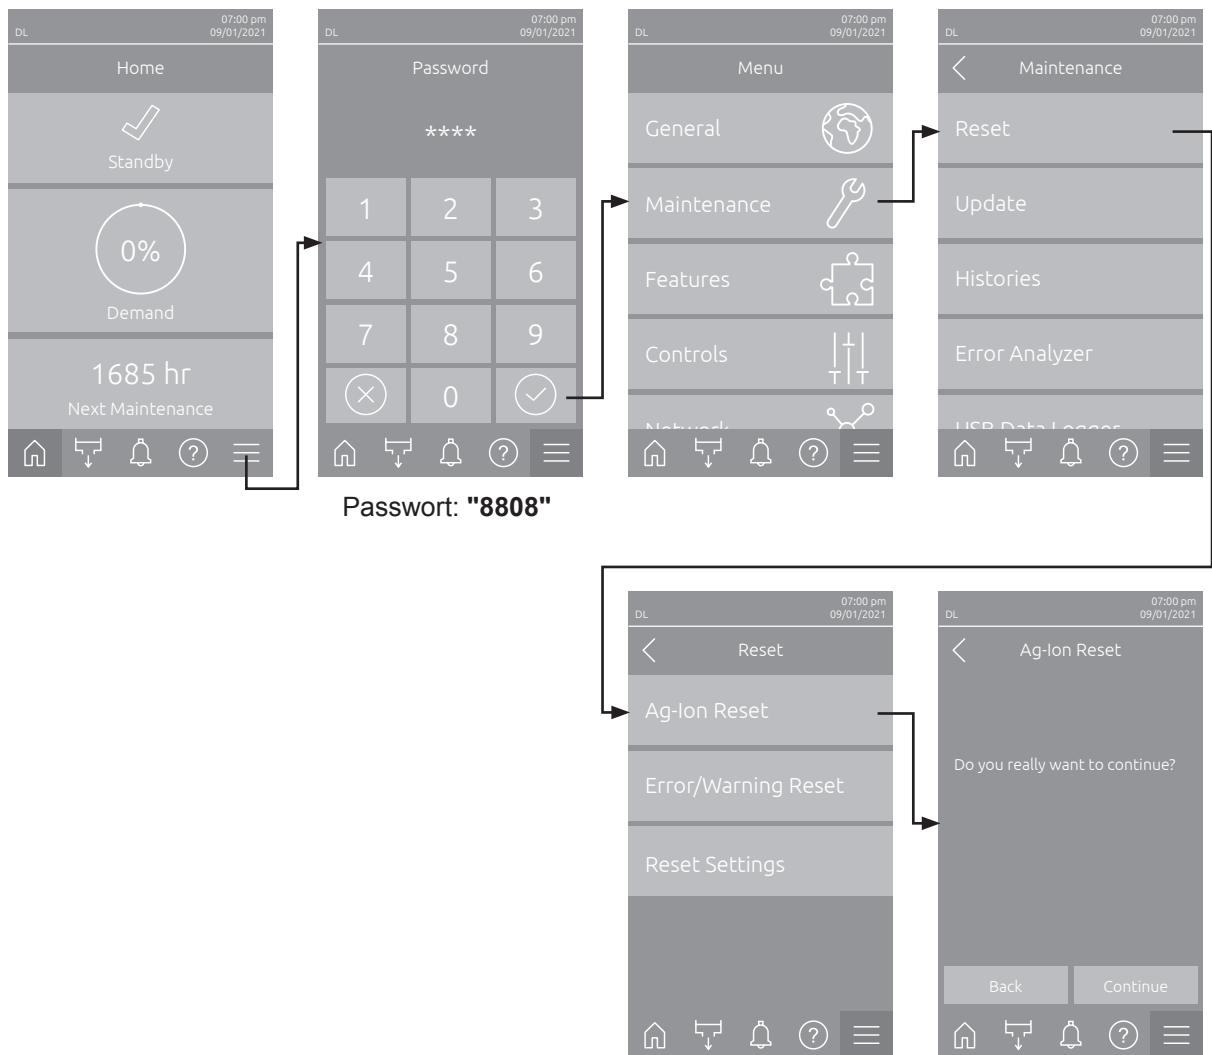 07:00 pm
DL 09/01/2021
Home
Standby
0%
Demand
1685 hr
Next Maintenance
?
07:00 pm
DL 09/01/2021
Password
****
1 2 3
4 5 6
7 8 9
0
?
Passwort: "8808"
07:00 pm
DL 09/01/2021
Menu
General
Maintenance
Features
Controls
Network
?
07:00 pm
DL 09/01/2021
Maintenance
Reset
Update
Histories
Error Analyzer
USB Data Logger
?
07:00 pm
DL 09/01/2021
Reset
Ag-Ion Reset
Error/Warning Reset
Reset Settings
?
07:00 pm
DL 09/01/2021
Ag-Ion Reset
Do you really want to continue?
Back Continue
?